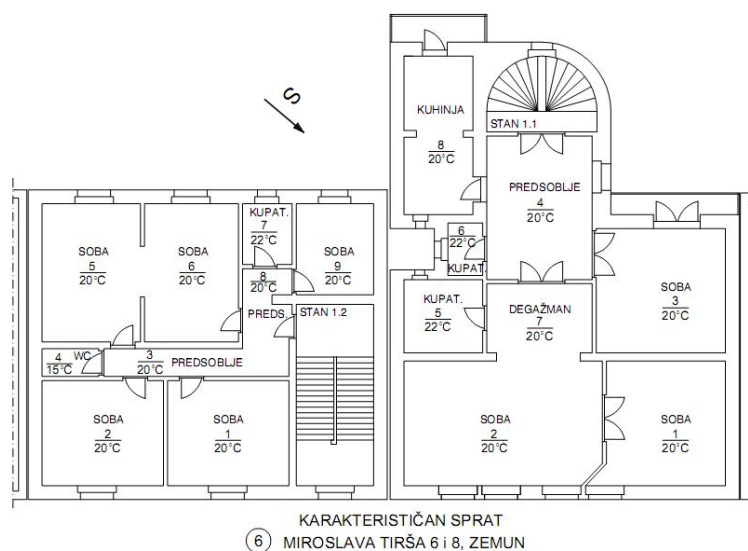 S
KUHINJA
8
20°C
STAN 1.1
PREDSOBLJE
4
20°C
6
22°C
KUPAT.
KUPAT.
5
22°C
DEGAŽMAN
7
20°C
SOBA
3
20°C
SOBA
2
20°C
SOBA
1
20°C
SOBA
5
20°C
SOBA
6
20°C
KUPAT.
7
22°C
SOBA
9
20°C
8
20°C
PREDS.
STAN 1.2
4 WC
15°C
3
20°C
PREDSOBLJE
SOBA
2
20°C
SOBA
1
20°C
KARAKTERISTIČAN SPRAT
6 MIROSLAVA TIRŠA 6 i 8, ZEMUN